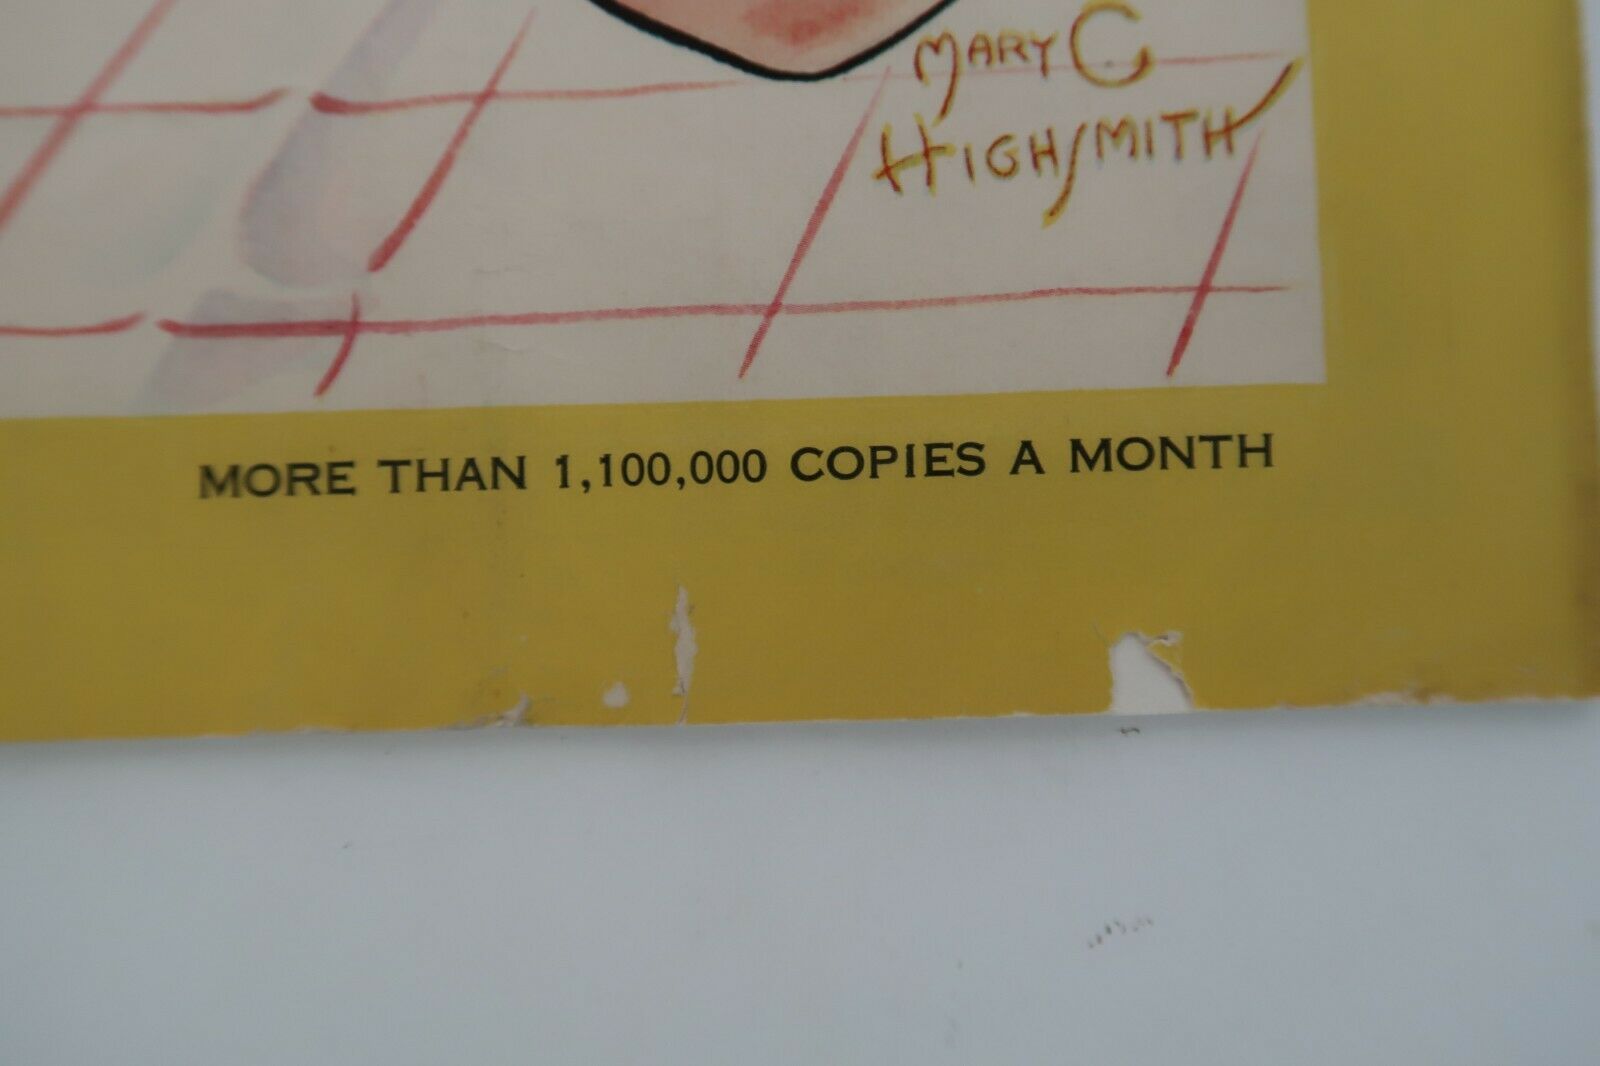 MARY C
HIGHSMITH
MORE THAN 1,100,000 COPIES A MONTH